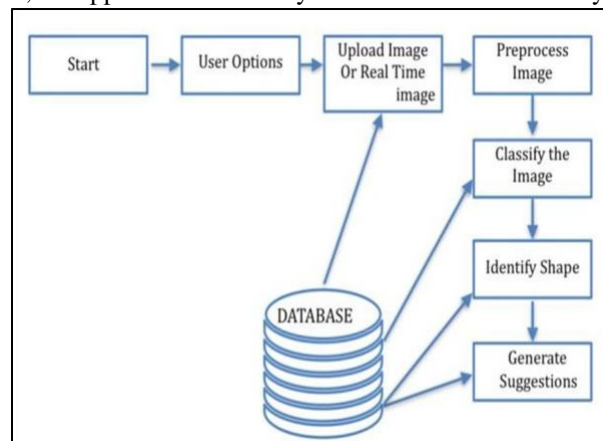 Start
User Options
Upload Image
Or Real Time
image
Preprocess
Image
Classify the
Image
Identify Shape
DATABASE
Generate
Suggestions